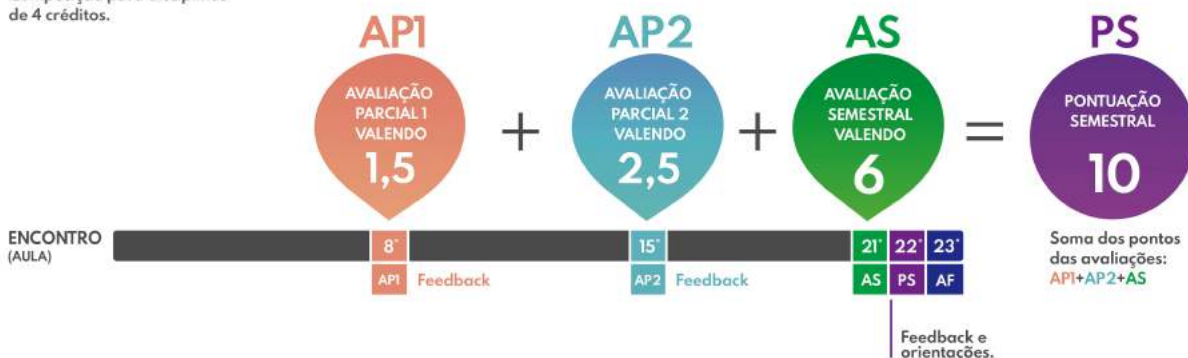 para
de 4 créditos.
AP1
AP2
AS
PS
AVALIAÇÃO
PARCIAL 1
VALENDO
1,5
+
AVALIAÇÃO
PARCIAL 2
VALENDO
2,5
+
AVALIAÇÃO
SEMESTRAL
VALENDO
6
=
PONTUAÇÃO
SEMESTRAL
10
ENCONTRO
(AULA)
8°
15°
21° 22° 23°
AP1 Feedback
AP2 Feedback
AS PS AF
Soma dos pontos
das avaliações:
AP1+AP2+AS
Feedback e
orientações.